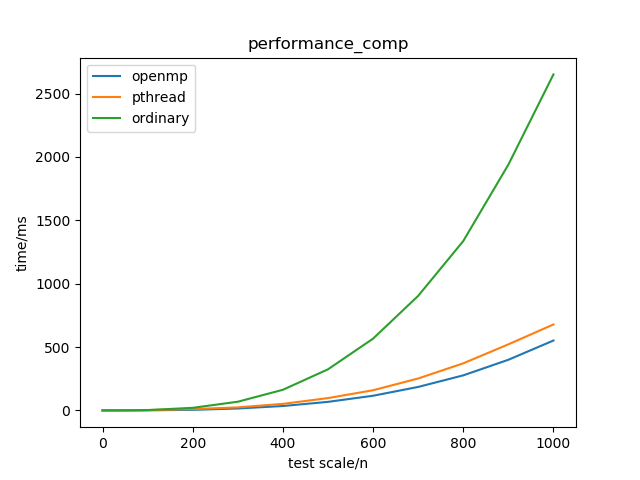 performance_comp
openmp
pthread
ordinary
time/ms
2500
2000
1500
1000
500
0
0 200 400 600 800 1000
test scale/n